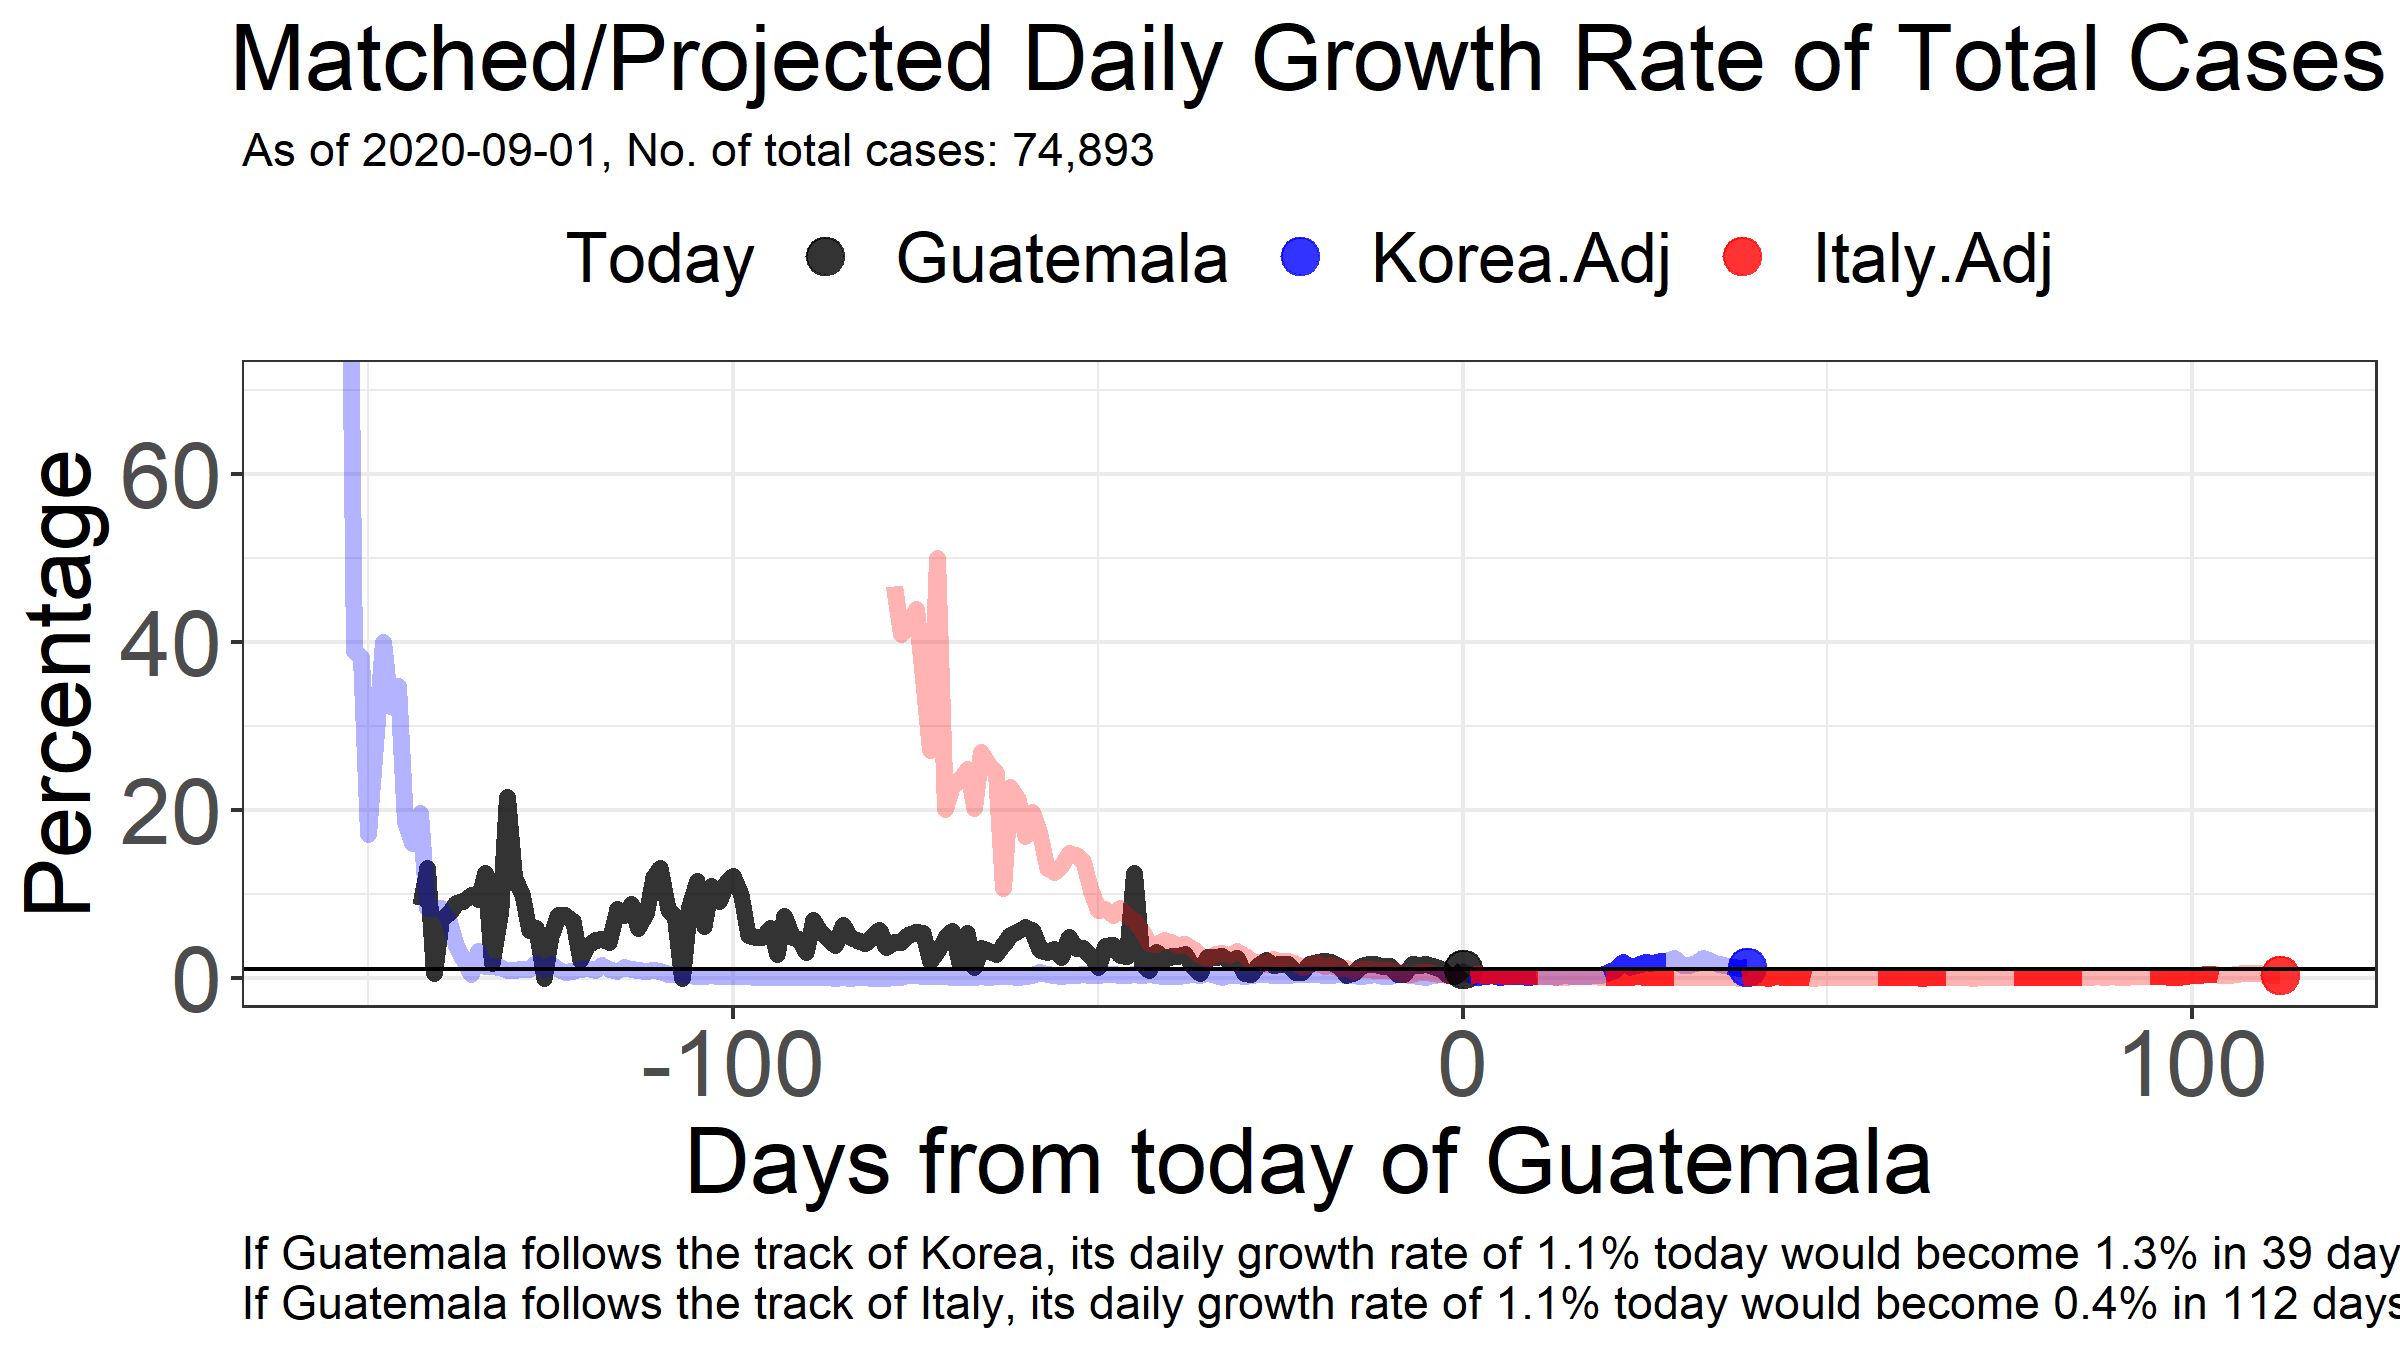 Matched/Projected Daily Growth Rate of Total Cases
As of 2020-09-01, No. of total cases: 74,893
Today Guatemala Korea.Adj Italy.Adj
Percentage
60
40
20
0
-100 0 100
Days from today of Guatemala
If Guatemala follows the track of Korea, its daily growth rate of 1.1% today would become 1.3% in 39 day
If Guatemala follows the track of Italy, its daily growth rate of 1.1% today would become 0.4% in 112 days